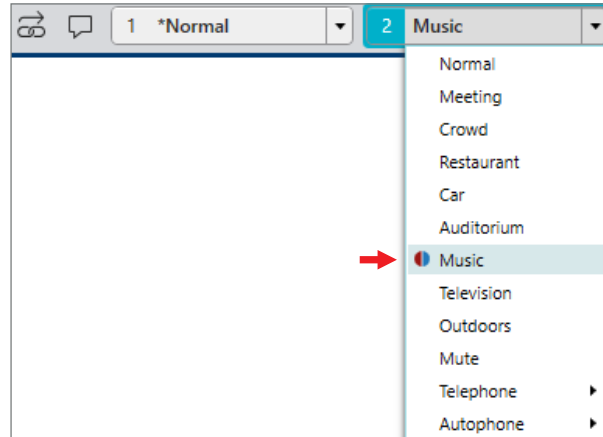 1 *Normal 2 Music
Normal
Meeting
Crowd
Restaurant
Car
Auditorium
Music
Television
Outdoors
Mute
Telephone
Autophone